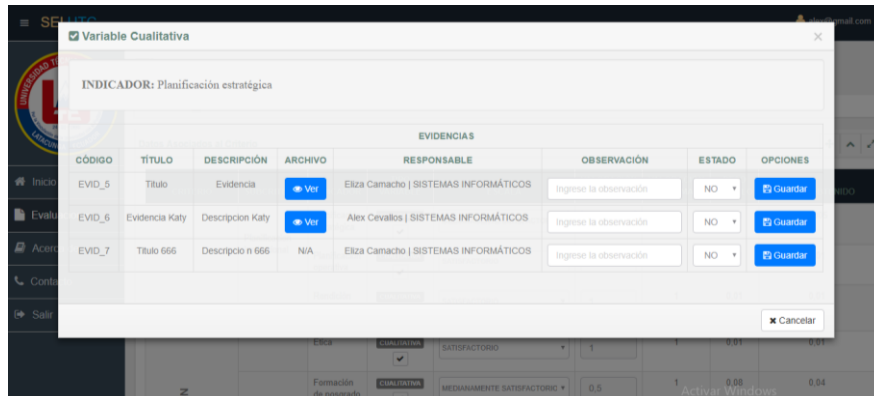 ≡ SELUTC
@gmail.com
Variable Cualitativa ×
INDICADOR: Planificación estratégica
EVIDENCIAS
CÓDIGO TÍTULO DESCRIPCIÓN ARCHIVO RESPONSABLE OBSERVACIÓN ESTADO OPCIONES
EVID_5 Titulo Evidencia Ver Eliza Camacho | SISTEMAS INFORMÁTICOS Ingrese la observación NO Guardar
EVID_6 Evidencia Katy Descripcion Katy Ver Alex Cevallos | SISTEMAS INFORMÁTICOS Ingrese la observación NO Guardar
EVID_7 Titulo 666 Descripcio n 666 N/A Eliza Camacho | SISTEMAS INFORMÁTICOS Ingrese la observación NO Guardar
Cancelar
Inicio
Evalu
Acerc
Conta
Salir
Etica CUALITATIVA SATISFACTORIO 1 1 0,01 0,01
Formación CUALITATIVA MEDIANAMENTE SATISFACTORIO 0,5 1 0,08 0,04
de posgrado
Activar Windows